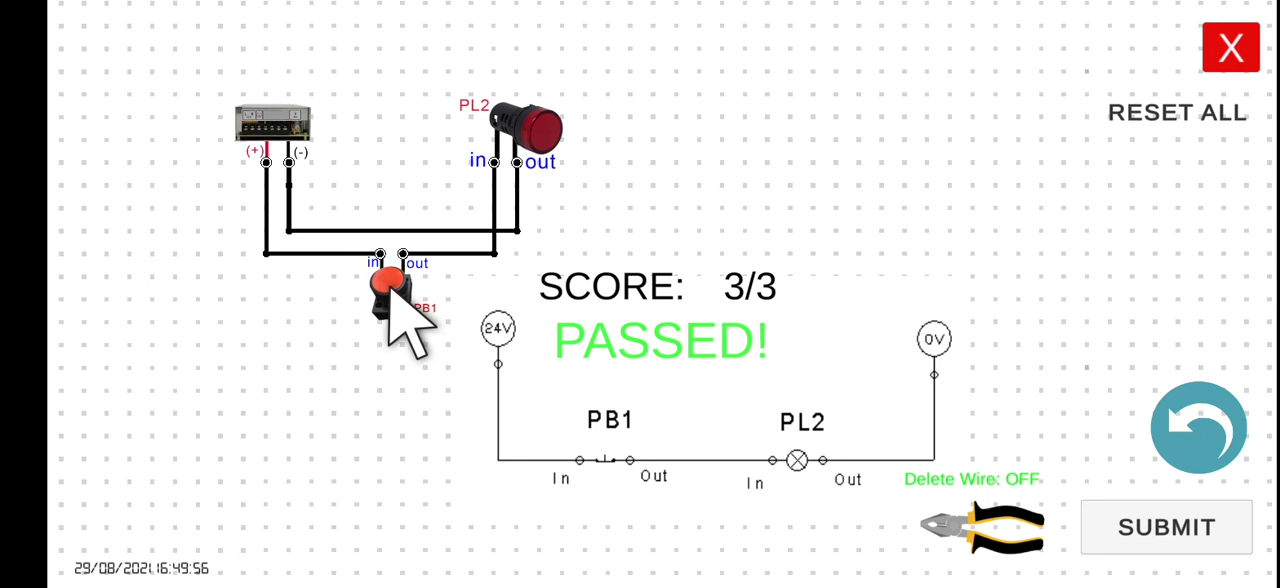 X
RESET ALL
PL2
(+) (-)
in out
in out
PB1
SCORE: 3/3
PASSED!
24V
0V
PB1
PL2
In Out
In Out
Delete Wire: OFF
SUBMIT
29/08/2021 16:49:56